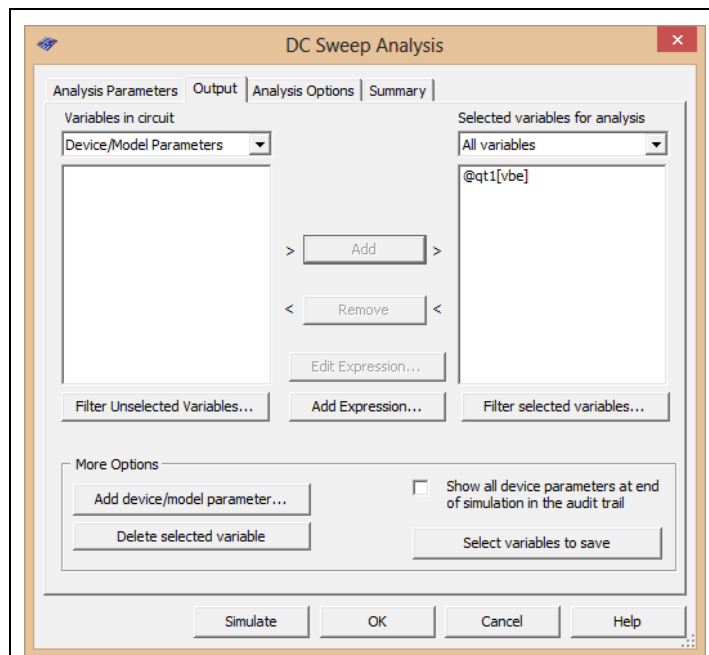 DC Sweep Analysis
Analysis Parameters Output Analysis Options Summary
Variables in circuit
Device/Model Parameters
Selected variables for analysis
All variables
@qt1[vbe]
> Add >
< Remove <
Edit Expression...
Filter Unselected Variables...
Add Expression...
Filter selected variables...
More Options
Add device/model parameter...
Delete selected variable
Show all device parameters at end
of simulation in the audit trail
Select variables to save
Simulate OK Cancel Help